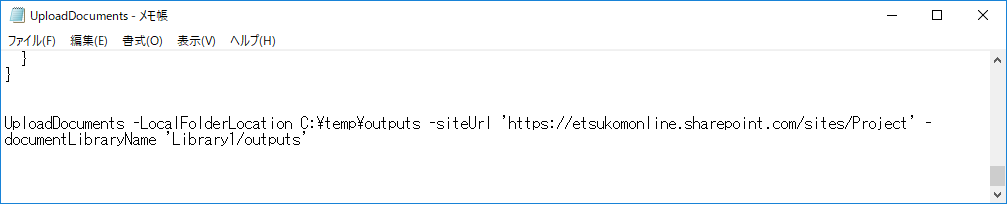 UploadDocuments - メモ帳
ファイル(F) 編集(E) 書式(O) 表示(V) ヘルプ(H)
}
}
UploadDocuments -LocalFolderLocation C:¥temp¥outputs -siteUrl 'https://etsukomonline.sharepoint.com/sites/Project' -
documentLibraryName 'Library1/outputs'